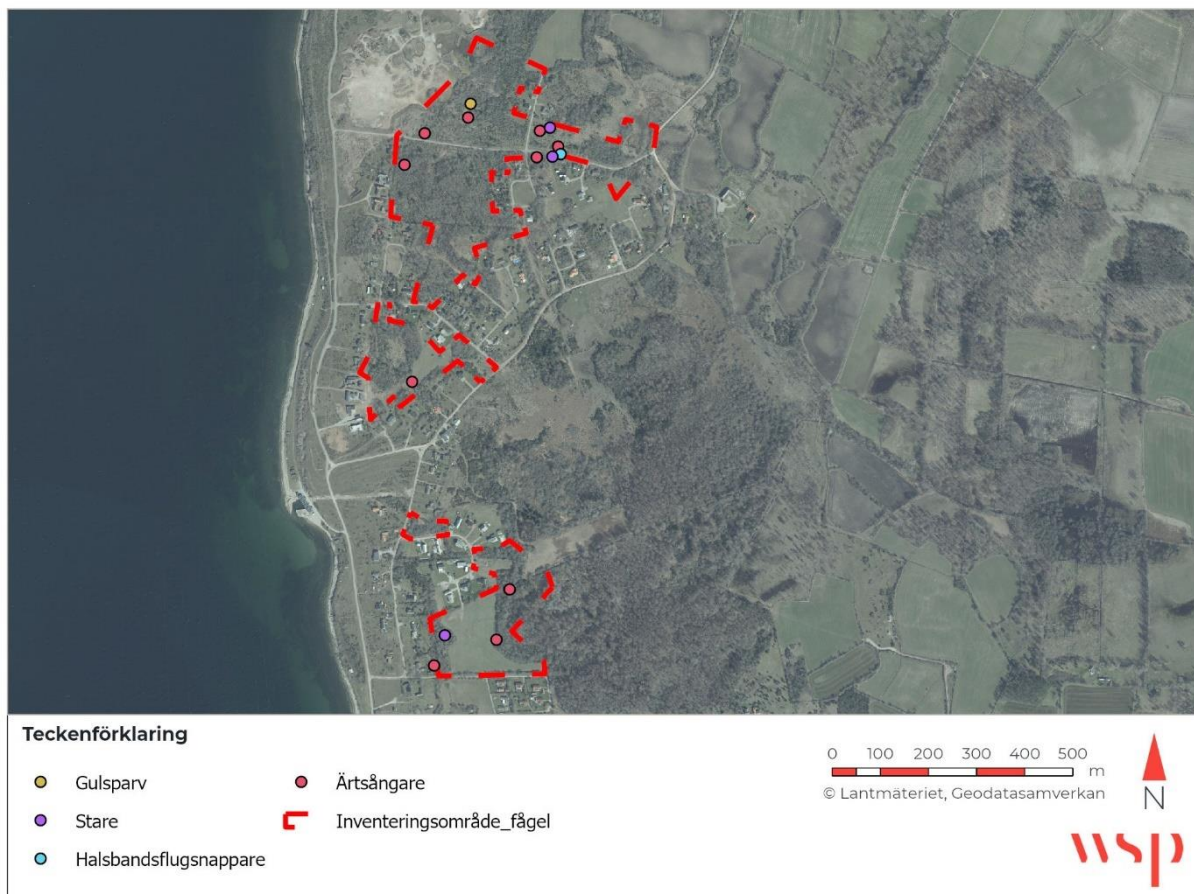 Teckenförklaring
Gulsparv
Stare
Halsbandsflugsnappare
Ärtsångare
Inventeringsområde_fågel
0 100 200 300 400 500
m
© Lantmäteriet, Geodatasamverkan
N
wsp